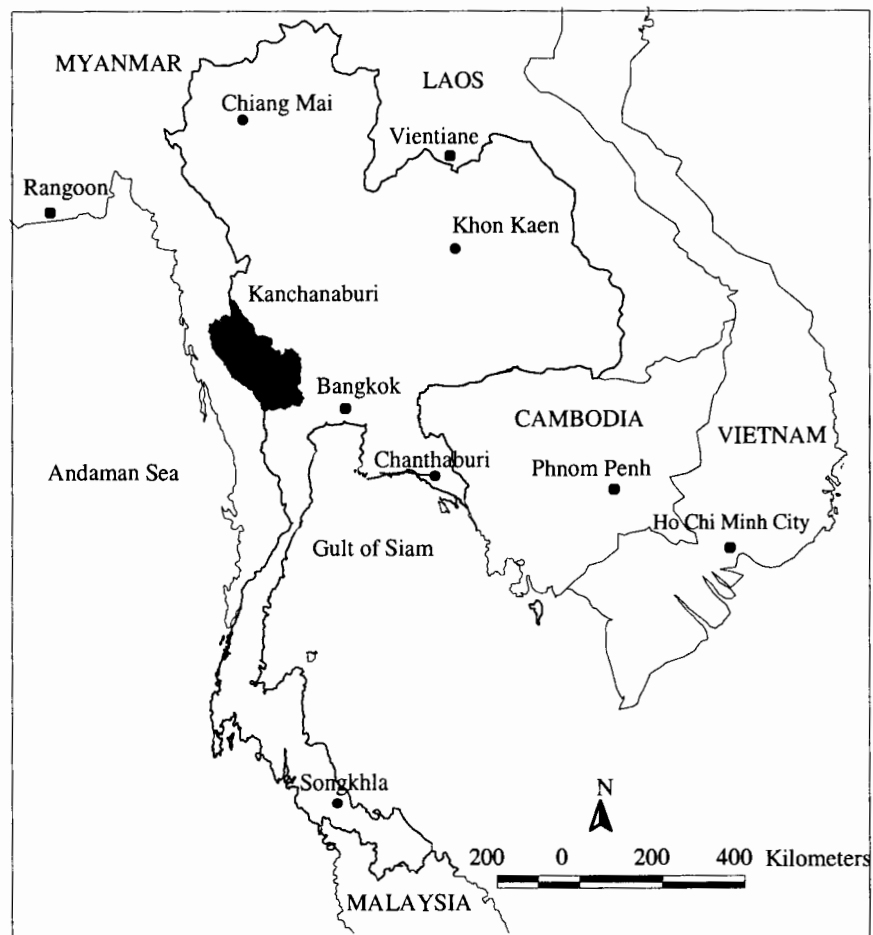 MYANMAR
LAOS
Chiang Mai
Vientiane
Rangoon
Khon Kaen
Kanchanaburi
Bangkok
CAMBODIA
VIETNAM
Chanthaburi
Andaman Sea
Phnom Penh
Ho Chi Minh City
Gult of Siam
Songkhla
N
200 0 200 400 Kilometers
MALAYSIA